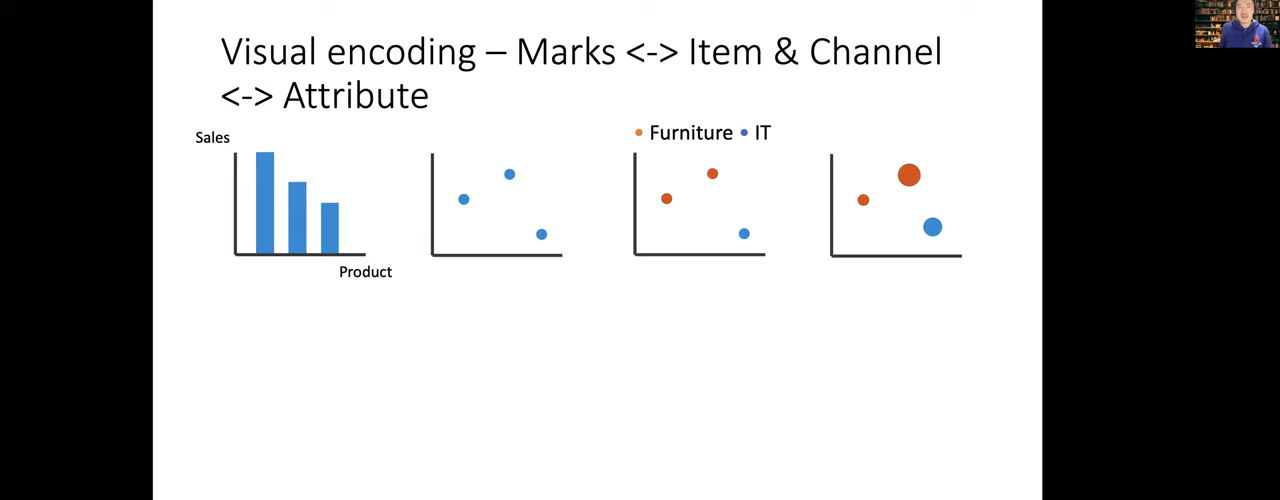 Visual encoding – Marks <-> Item & Channel
<-> Attribute
Sales
Product
Furniture
IT